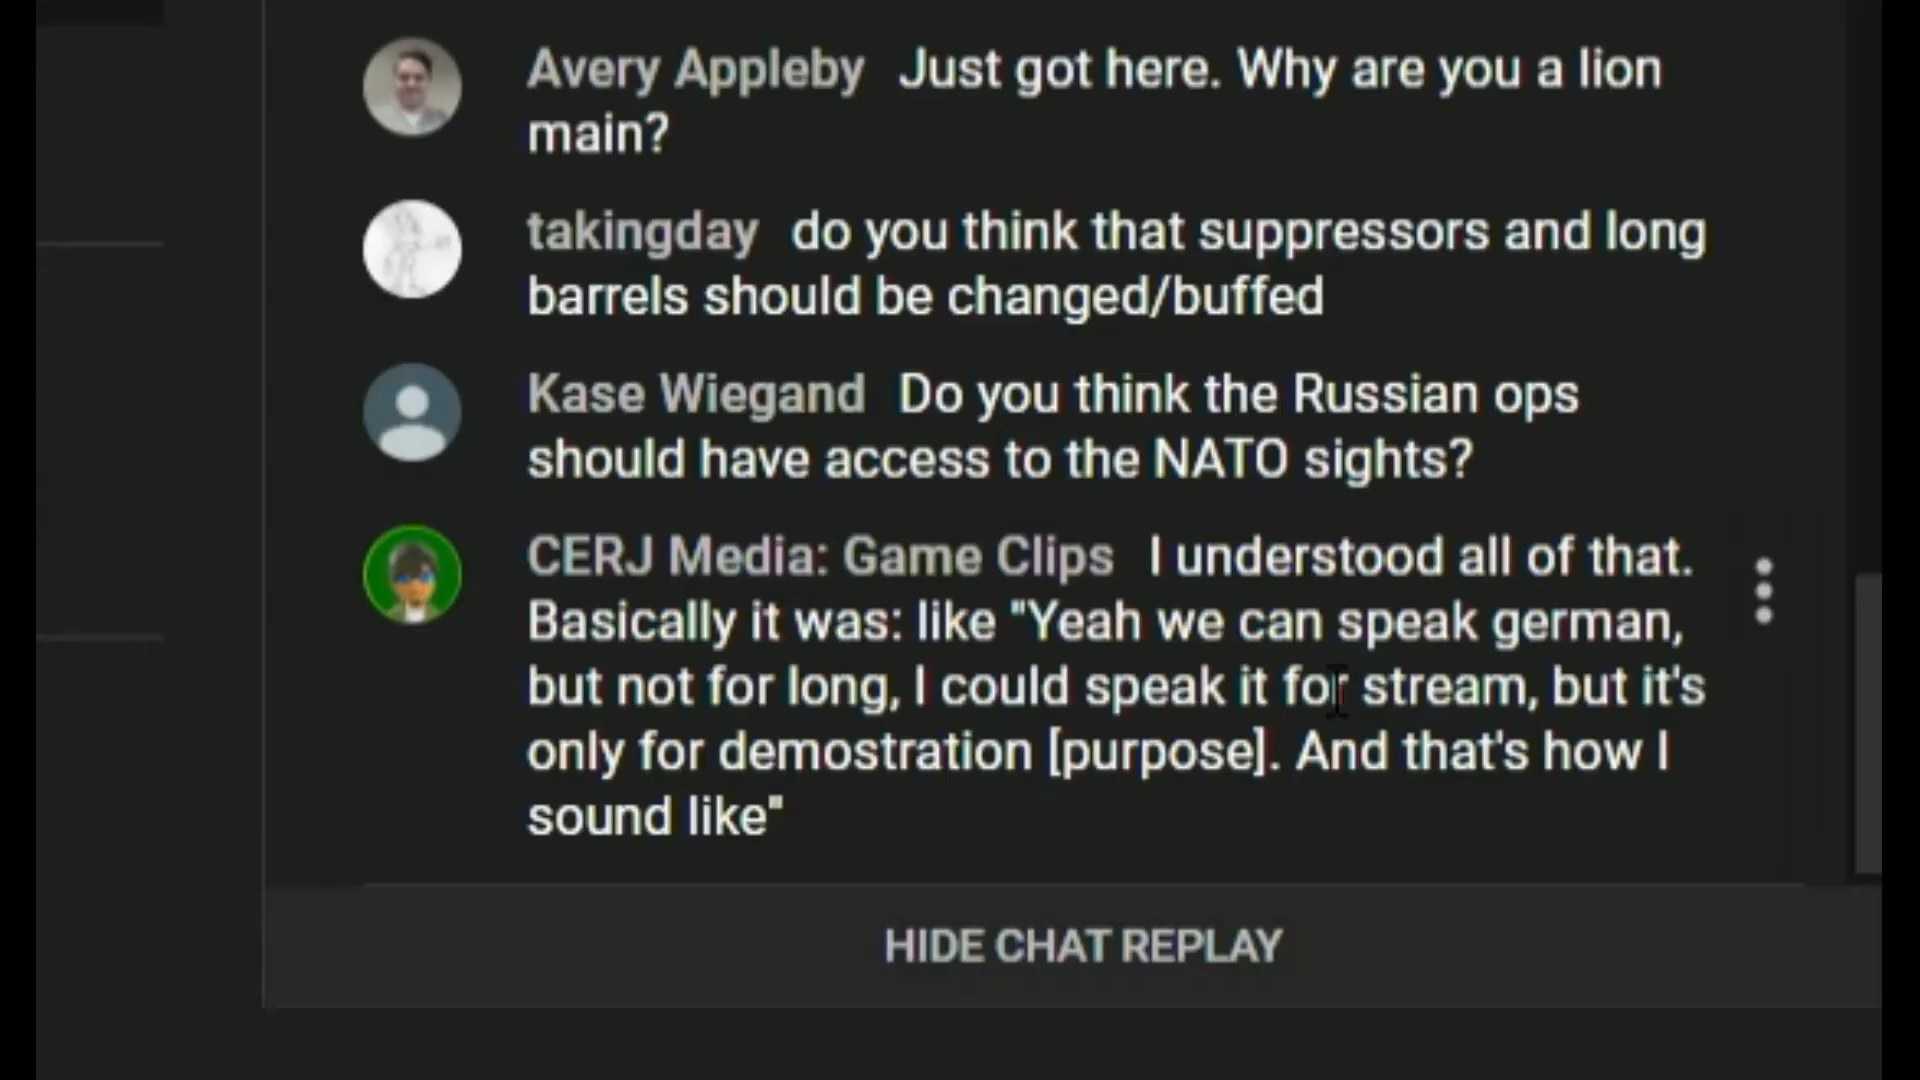 Avery Appleby Just got here. Why are you a lion
main?
takingday do you think that suppressors and long
barrels should be changed/buffed
Kase Wiegand Do you think the Russian ops
should have access to the NATO sights?
CERJ Media: Game Clips I understood all of that.
Basically it was: like "Yeah we can speak german,
but not for long, I could speak it for stream, but it's
only for demostration [purpose]. And that's how I
sound like"
HIDE CHAT REPLAY